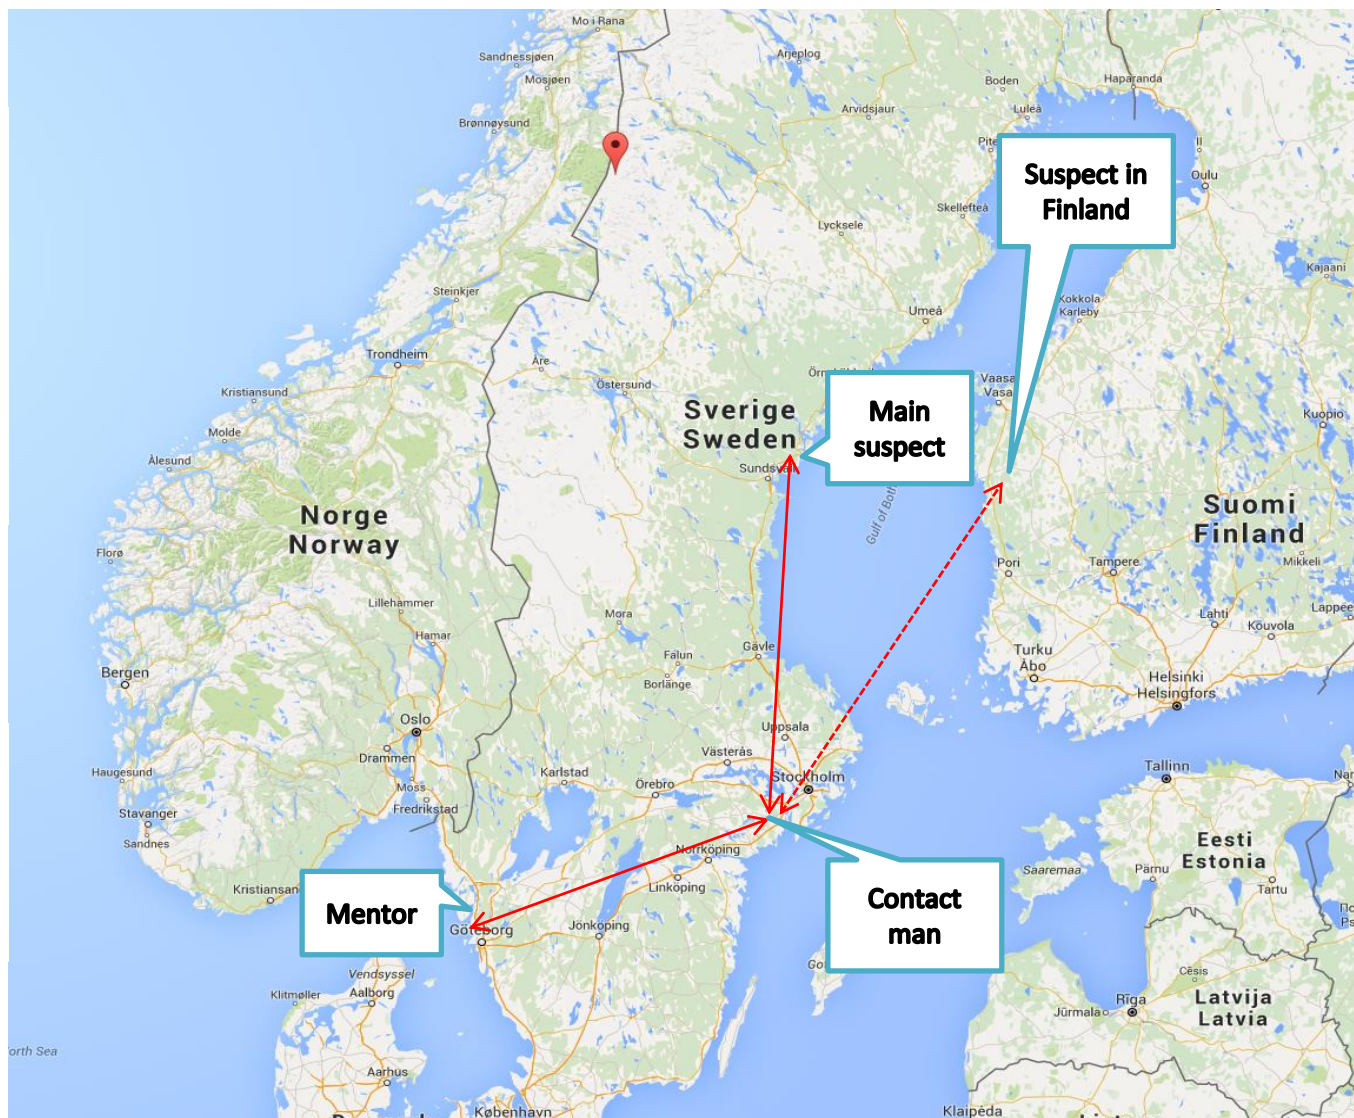 Mo i Rana
Sandnessjøen
Arjeplog
Mosjøen
Boden
Haparanda
Arvidsjaur
Luleå
Brønnøysund
Suspect in
Finland
Oulu
Skellefteå
Lycksele
Kajaani
Steinkjer
Umeå
Kokkola
Karleby
Trondheim
Åre
Östersund
Vaasa
Vasa
Kristiansund
Main
suspect
Sverige
Sweden
Kuopio
Molde
Ålesund
Sundsvall
Gulf of
Norge
Norway
Suomi
Finland
Florø
Pori
Tampere
Mikkeli
Lillehammer
Mora
Lahti
Kouvola
Hamar
Gävle
Falun
Turku
Åbo
Bergen
Borlänge
Helsinki
Helsingfors
Oslo
Uppsala
Drammen
Västerås
Tallinn
Haugesund
Karlstad
Örebro
Stockholm
Moss
Fredrikstad
Stavanger
Sandnes
Eesti
Estonia
Norrköping
Pärnu
Saaremaa
Tartu
Linköping
Kristiansand
Mentor
Contact
man
Göteborg
Jönköping
Vendsyssel
Cēsis
Klitmøller
Aalborg
Rīga
Jūrmala
Latvija
Latvia
Aarhus
København
Klaipėda